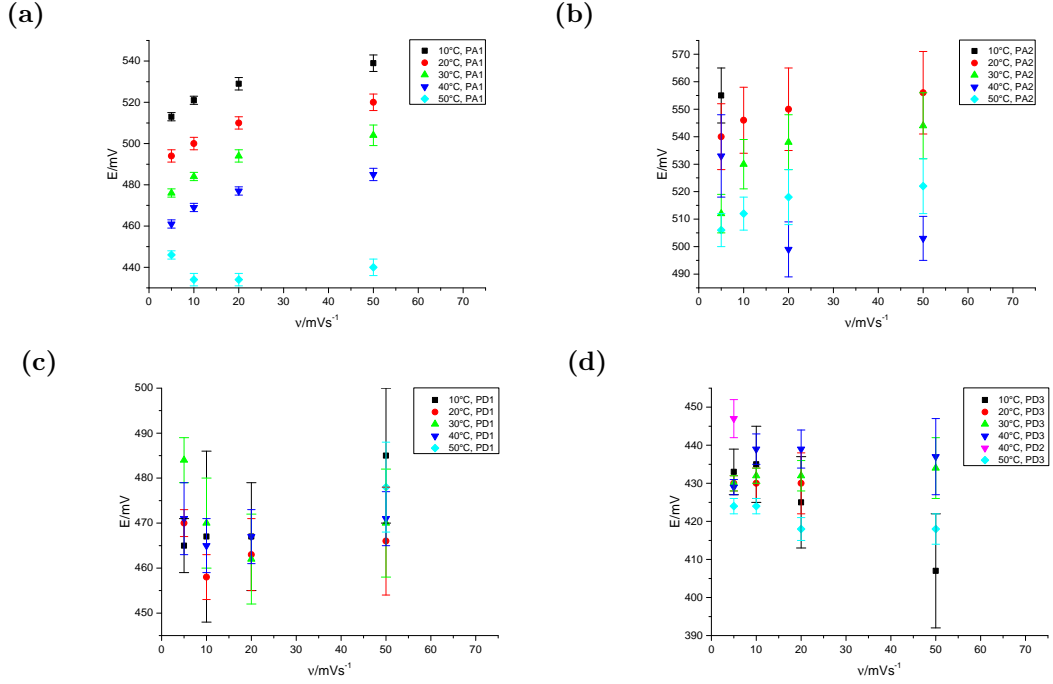 (a)
10°C, PA1
20°C, PA1
30°C, PA1
40°C, PA1
50°C, PA1
540
520
500
480
460
440
E/mV
0 10 20 30 40 50 60 70
ν/mVs⁻¹
(b)
10°C, PA2
20°C, PA2
30°C, PA2
40°C, PA2
50°C, PA2
570
560
550
540
530
520
510
500
490
E/mV
0 10 20 30 40 50 60 70
ν/mVs⁻¹
(c)
10°C, PD1
20°C, PD1
30°C, PD1
40°C, PD1
50°C, PD1
500
490
480
470
460
450
E/mV
0 10 20 30 40 50 60 70
ν/mVs⁻¹
(d)
10°C, PD3
20°C, PD3
30°C, PD3
40°C, PD3
40°C, PD2
50°C, PD3
450
440
430
420
410
400
390
E/mV
0 10 20 30 40 50 60 70
ν/mVs⁻¹